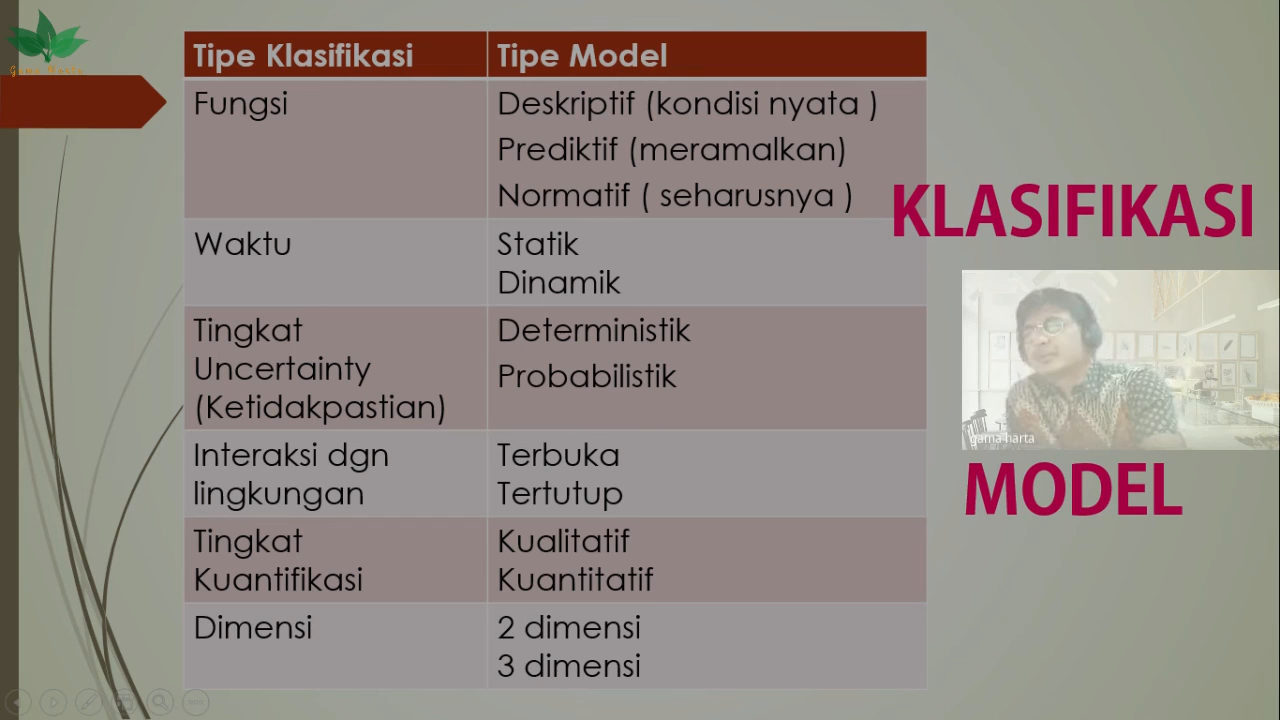 Gama Harta
Tipe Klasifikasi
Tipe Model
Fungsi
Deskriptif (kondisi nyata )
Prediktif (meramalkan)
Normatif ( seharusnya )
Waktu
Statik
Dinamik
Tingkat
Uncertainty
(Ketidakpastian)
Deterministik
Probabilistik
Interaksi dgn
lingkungan
Terbuka
Tertutup
Tingkat
Kuantifikasi
Kualitatif
Kuantitatif
Dimensi
2 dimensi
3 dimensi
KLASIFIKASI
gama harta
MODEL